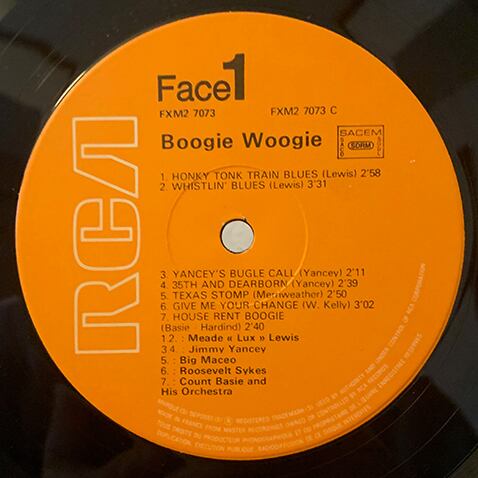 Face 1
FXM2 7073 FXM2 7073 C
Boogie Woogie
SACEM
SDRM
RCA
1. HONKY TONK TRAIN BLUES (Lewis) 2'58
2. WHISTLIN' BLUES (Lewis) 3'31
3. YANCEY'S BUGLE CALL (Yancey) 2'11
4. 35TH AND DEARBORN (Yancey) 2'39
5. TEXAS STOMP (Merriweather) 2'50
6. GIVE ME YOUR CHANGE (W. Kelly) 3'02
7. HOUSE RENT BOOGIE
(Basie - Hardind) 2'40
1 2. : Meade « Lux » Lewis
3 4. : Jimmy Yancey
5. : Big Maceo
6. : Roosevelt Sykes
7. : Count Basie and
His Orchestra